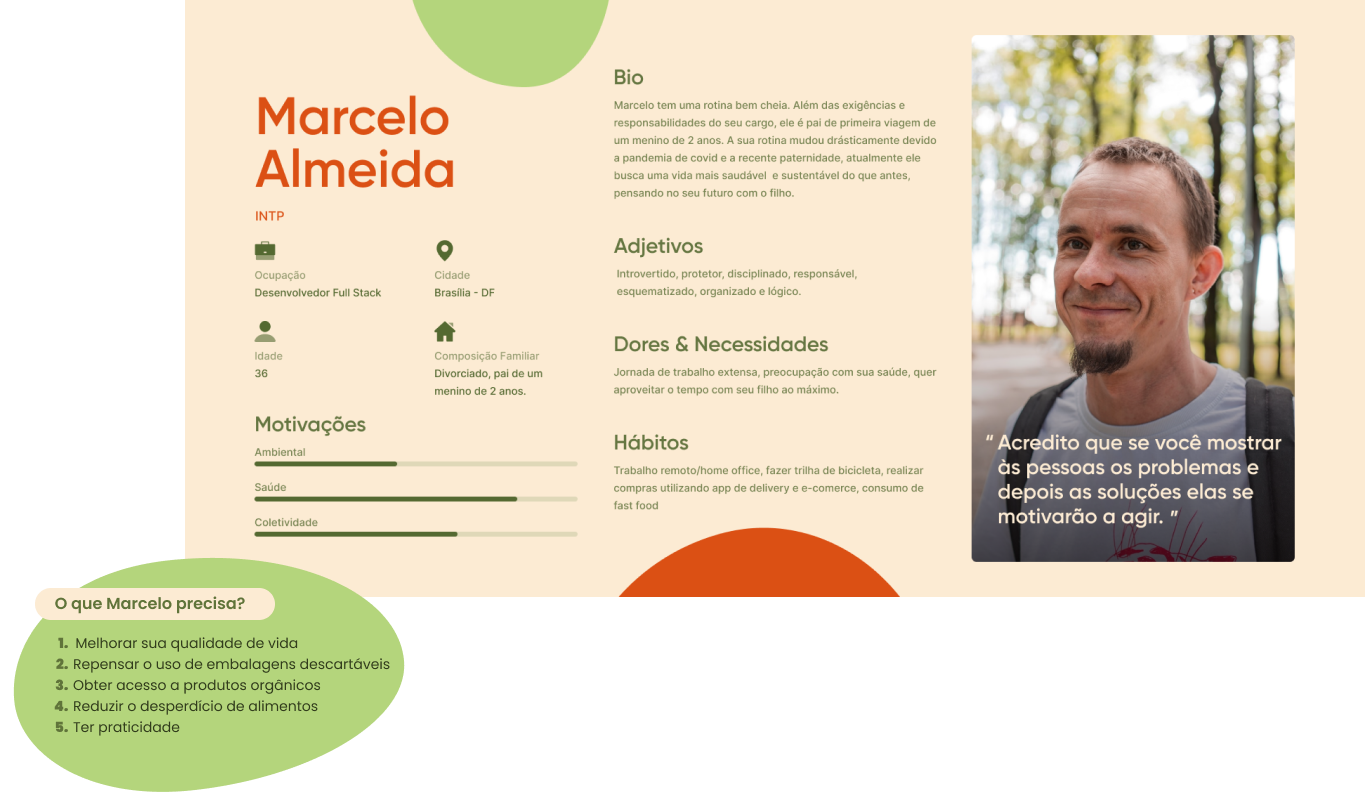 Marcelo
Almeida
INTP
Ocupação
Desenvolvedor Full Stack
Cidade
Brasília - DF
Idade
36
Composição Familiar
Divorciado, pai de um
menino de 2 anos.
Motivações
Ambiental
Saúde
Coletividade
Bio
Marcelo tem uma rotina bem cheia. Além das exigências e
responsabilidades do seu cargo, ele é pai de primeira viagem de
um menino de 2 anos. A sua rotina mudou drásticamente devido
a pandemia de covid e a recente paternidade, atualmente ele
busca uma vida mais saudável e sustentável do que antes,
pensando no seu futuro com o filho.
Adjetivos
Introvertido, protetor, disciplinado, responsável,
esquematizado, organizado e lógico.
Dores & Necessidades
Jornada de trabalho extensa, preocupação com sua saúde, quer
aproveitar o tempo com seu filho ao máximo.
Hábitos
Trabalho remoto/home office, fazer trilha de bicicleta, realizar
compras utilizando app de delivery e e-comerce, consumo de
fast food
“ Acredito que se você mostrar
às pessoas os problemas e
depois as soluções elas se
motivarão a agir. ”
O que Marcelo precisa?
1. Melhorar sua qualidade de vida
2. Repensar o uso de embalagens descartáveis
3. Obter acesso a produtos orgânicos
4. Reduzir o desperdício de alimentos
5. Ter praticidade